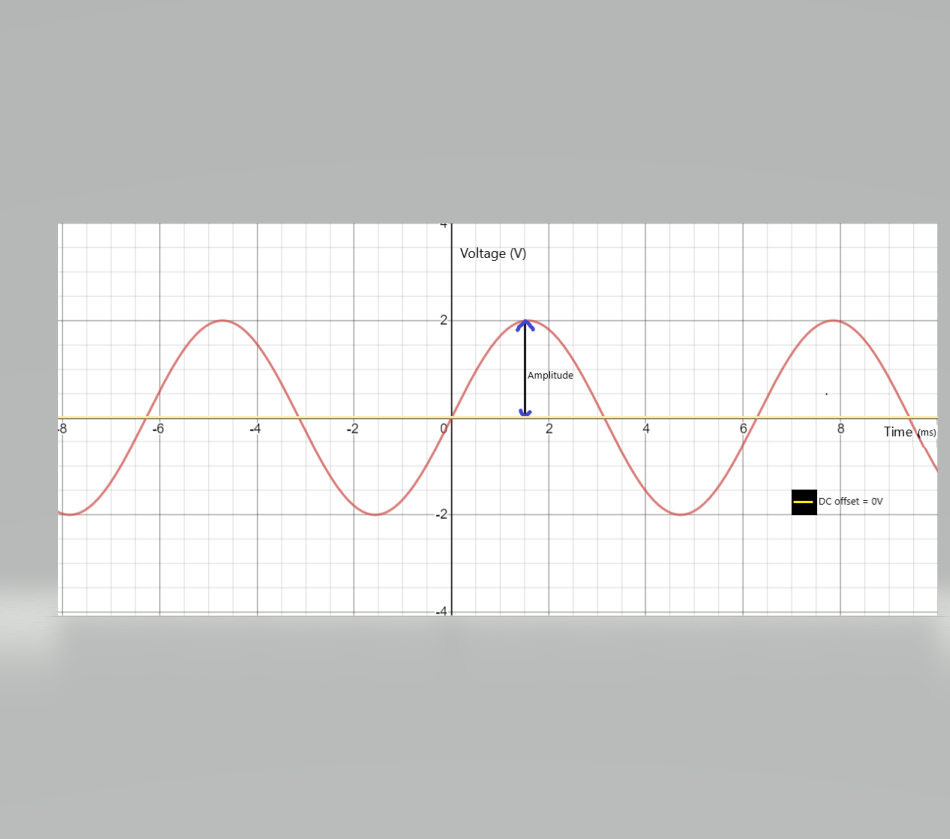 4
Voltage (V)
2
Amplitude
-8 -6 -4 -2 0 2 4 6 8
Time (ms)
DC offset = 0V
-2
-4